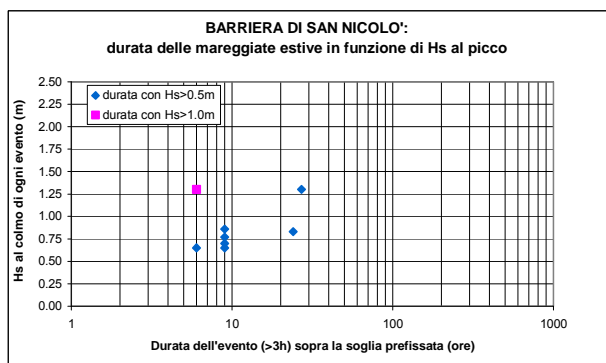 BARRIERA DI SAN NICOLO':
durata delle mareggiate estive in funzione di Hs al picco
Hs al colmo di ogni evento (m)
2.50
2.25
2.00
1.75
1.50
1.25
1.00
0.75
0.50
0.25
0.00
durata con Hs>0.5m
durata con Hs>1.0m
1 10 100 1000
Durata dell'evento (>3h) sopra la soglia prefissata (ore)